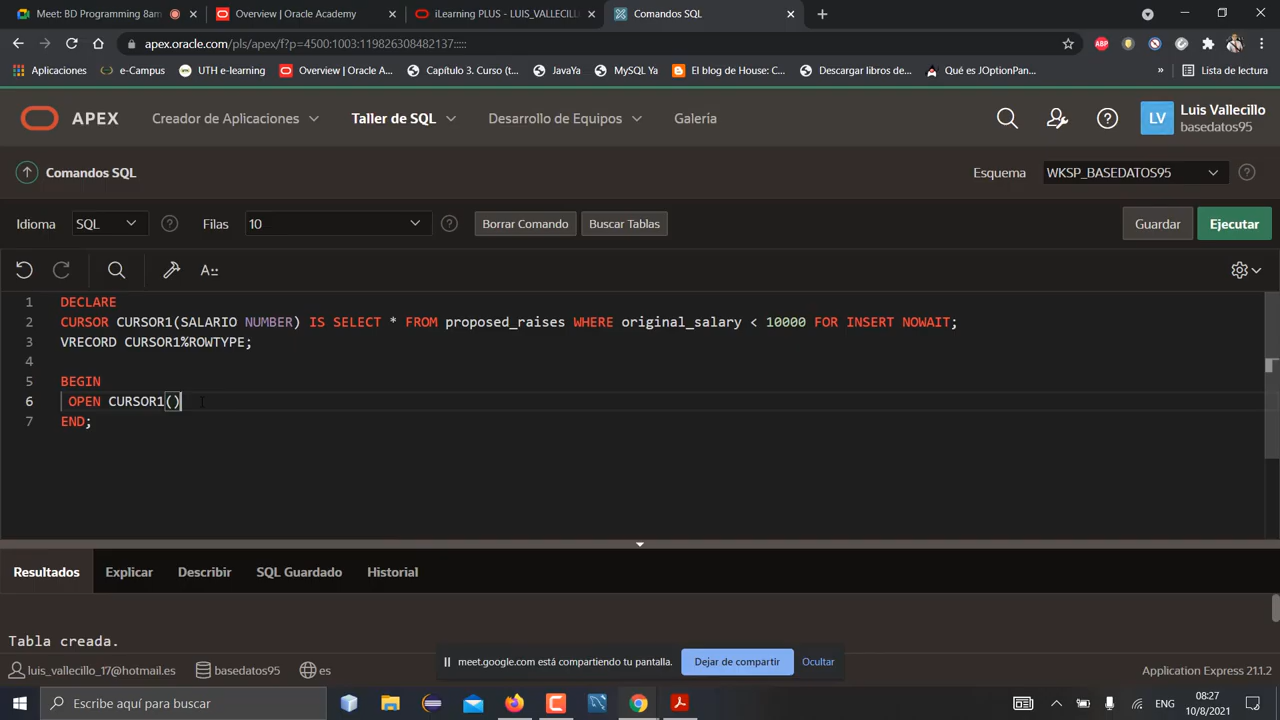 Meet: BD Programming 8am
Overview | Oracle Academy
iLearning PLUS - LUIS_VALLECILL
Comandos SQL
apex.oracle.com/pls/apex/f?p=4500:1003:119826308482137:::::
ABP
Aplicaciones
e-Campus
UTH e-learning
Overview | Oracle A...
Capítulo 3. Curso (t...
JavaYa
MySQL Ya
El blog de House: C...
Descargar libros de...
Qué es JOptionPan...
»
Lista de lectura
APEX
Creador de Aplicaciones
Taller de SQL
Desarrollo de Equipos
Galería
LV
Luis Vallecillo
basedatos95
Comandos SQL
Esquema
WKSP_BASEDATOS95
Idioma
SQL
Filas
10
Borrar Comando
Buscar Tablas
Guardar
Ejecutar
A::
1 DECLARE
2 CURSOR CURSOR1(SALARIO NUMBER) IS SELECT * FROM proposed_raises WHERE original_salary < 10000 FOR INSERT NOWAIT;
3 VRECORD CURSOR1%ROWTYPE;
4
5 BEGIN
6 OPEN CURSOR1()
7 END;
Resultados
Explicar
Describir
SQL Guardado
Historial
Tabla creada.
meet.google.com está compartiendo tu pantalla.
Dejar de compartir
Ocultar
luis_vallecillo_17@hotmail.es
basedatos95
es
Application Express 21.1.2
Escribe aquí para buscar
ENG
08:27
10/8/2021